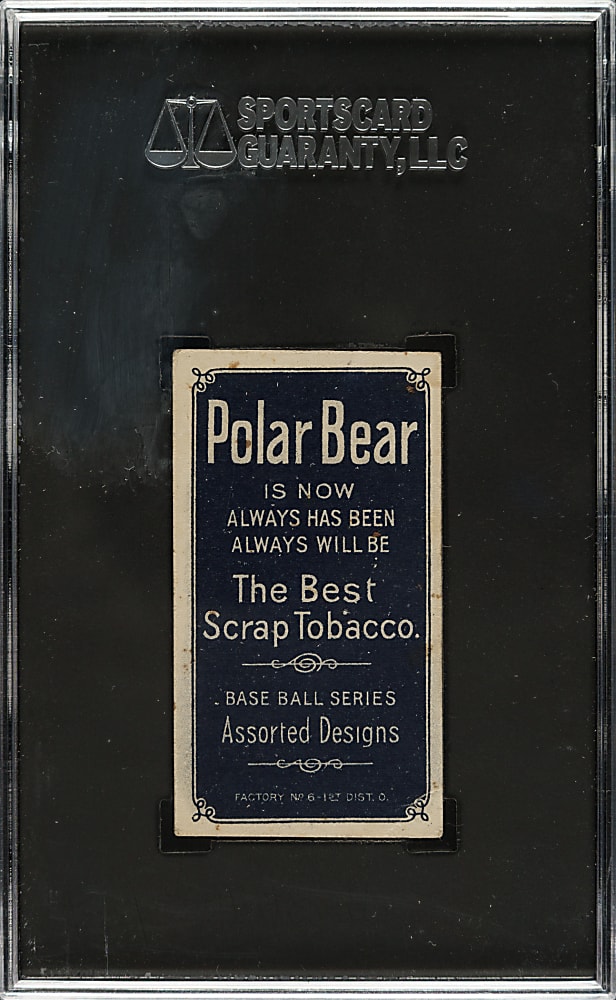 SPORTSCARD
GUARANTY, LLC
Polar Bear
IS NOW
ALWAYS HAS BEEN
ALWAYS WILL BE
The Best
Scrap Tobacco.
BASE BALL SERIES
Assorted Designs
FACTORY Nº 6-1ST DIST. O.